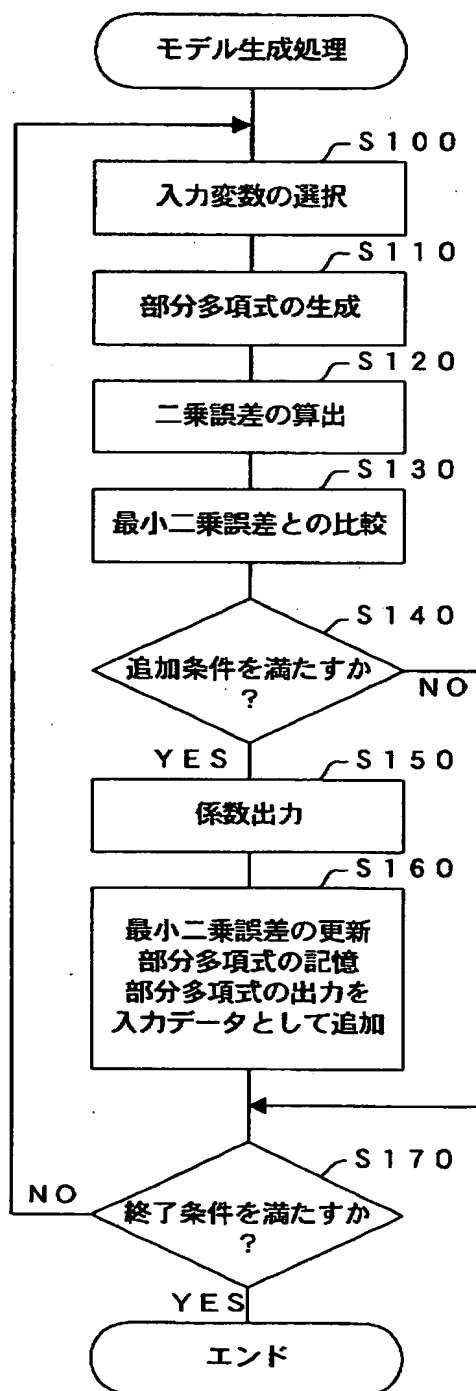 モデル生成処理
S100
入力変数の選択
S110
部分多項式の生成
S120
二乗誤差の算出
S130
最小二乗誤差との比較
S140
追加条件を満たすか
?
NO
YES
S150
係数出力
S160
最小二乗誤差の更新
部分多項式の記憶
部分多項式の出力を
入力データとして追加
S170
NO
終了条件を満たすか
?
YES
エンド